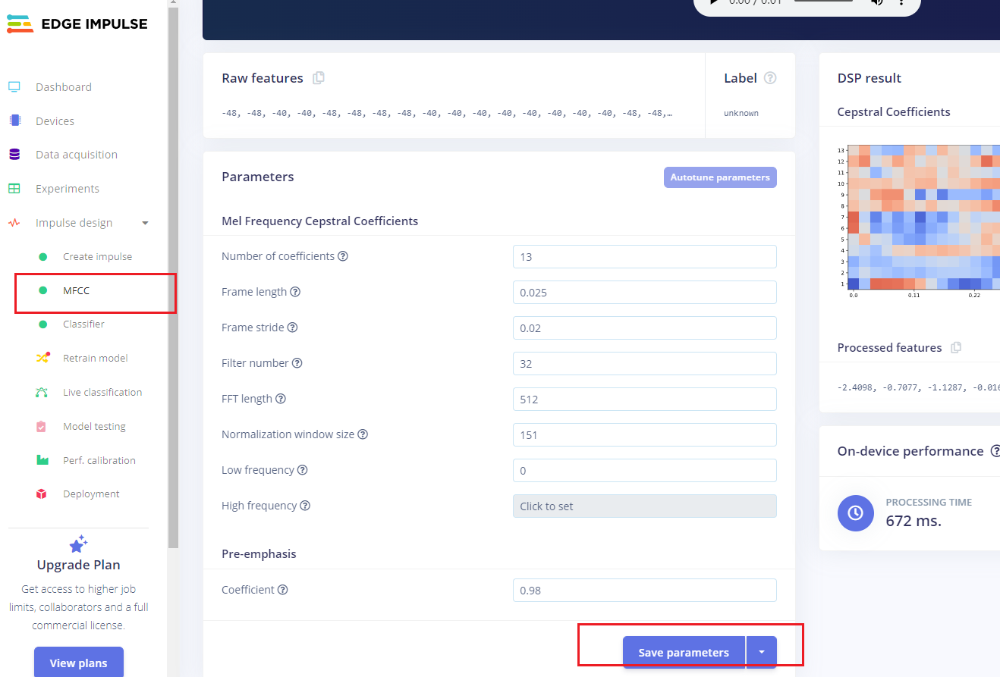 EDGE IMPULSE
Dashboard
Devices
Data acquisition
Experiments
Impulse design
Create impulse
MFCC
Classifier
Retrain model
Live classification
Model testing
Perf. calibration
Deployment
Upgrade Plan
Get access to higher job
limits, collaborators and a full
commercial license.
View plans
0:00 / 0:01
Raw features
-48, -48, -40, -40, -48, -48, -48, -48, -40, -40, -40, -40, -40, -40, -40, -40, -48, -48,…
Label
unknown
Parameters
Autotune parameters
Mel Frequency Cepstral Coefficients
Number of coefficients
13
Frame length
0.025
Frame stride
0.02
Filter number
32
FFT length
512
Normalization window size
151
Low frequency
0
High frequency
Click to set
Pre-emphasis
Coefficient
0.98
Save parameters
DSP result
Cepstral Coefficients
13
12
11
10
9
8
7
6
5
4
3
2
1
0.0 0.11 0.22
Processed features
-2.4098, -0.7077, -1.1287, -0.016
On-device performance
PROCESSING TIME
672 ms.